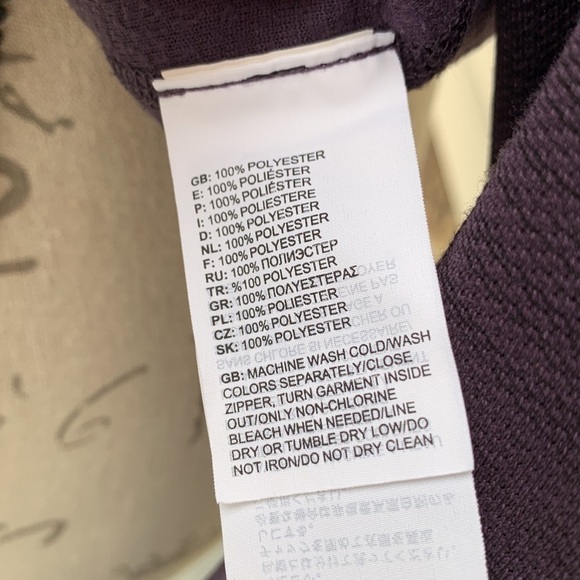 GB: 100% POLYESTER
E: 100% POLIÉSTER
P: 100% POLIÉSTER
I: 100% POLIESTERE
D: 100% POLYESTER
NL: 100% POLYESTER
F: 100% POLYESTER
RU: 100% ПОЛИЭСТЕР
TR: %100 POLYESTER
GR: 100% ΠΟΛΥΕΣΤΕΡΑΣ
PL: 100% POLIESTER
CZ: 100% POLYESTER
SK: 100% POLYESTER
GB: MACHINE WASH COLD/WASH
COLORS SEPARATELY/CLOSE
ZIPPER, TURN GARMENT INSIDE
OUT/ONLY NON-CHLORINE
BLEACH WHEN NEEDED/LINE
DRY OR TUMBLE DRY LOW/DO
NOT IRON/DO NOT DRY CLEAN